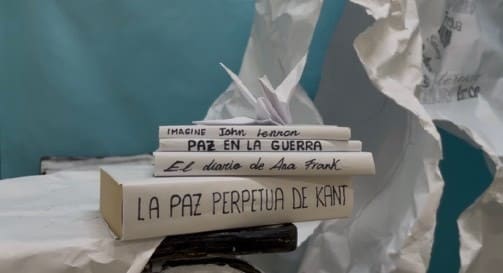 IMAGINE John Lennon
PAZ EN LA GUERRA
El diario de Ana Frank
LA PAZ PERPETUA DE KANT